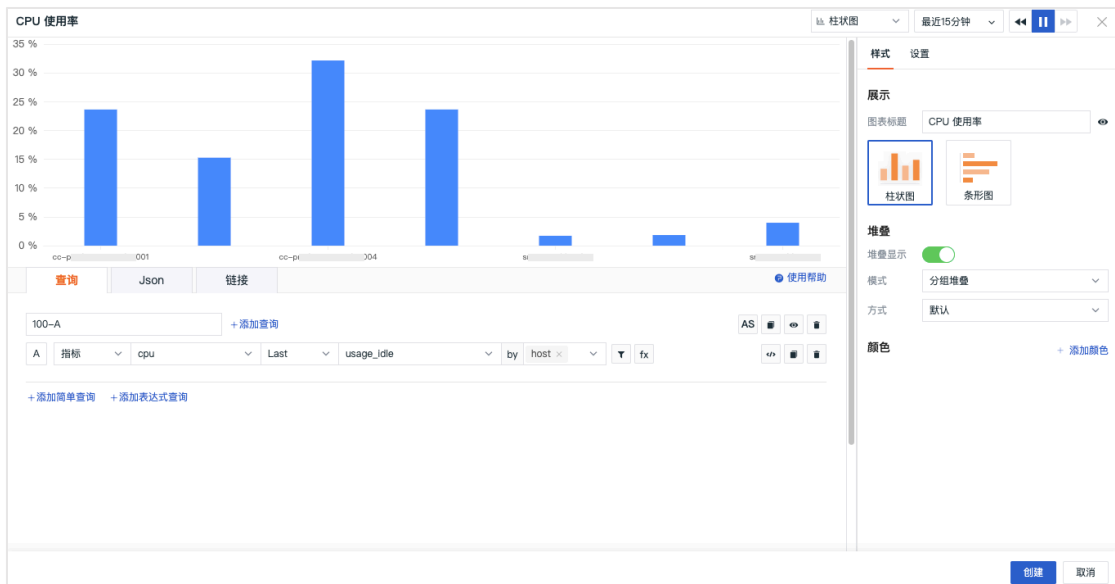 CPU 使用率
柱状图
最近15分钟
35 %
30 %
25 %
20 %
15 %
10 %
5 %
0 %
cc-p 001
cc-p 004
查询
Json
链接
使用帮助
100-A
+添加查询
AS
A 指标 cpu Last usage_idle by host × fx </>
+添加简单查询 +添加表达式查询
样式 设置
展示
图表标题 CPU 使用率
柱状图 条形图
堆叠
堆叠显示
模式 分组堆叠
方式 默认
颜色 + 添加颜色
创建 取消